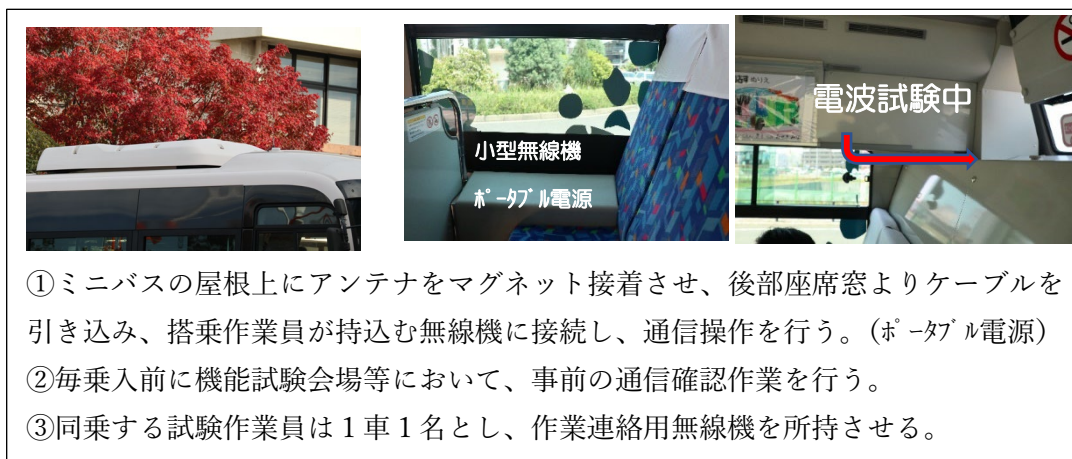 電波試験中
小型無線機
ﾎﾟｰﾀﾌﾞﾙ電源
①ミニバスの屋根上にアンテナをマグネット接着させ、後部座席窓よりケーブルを
引き込み、搭乗作業員が持込む無線機に接続し、通信操作を行う。(ﾎﾟｰﾀﾌﾞﾙ電源)
②毎乗入前に機能試験会場等において、事前の通信確認作業を行う。
③同乗する試験作業員は１車１名とし、作業連絡用無線機を所持させる。